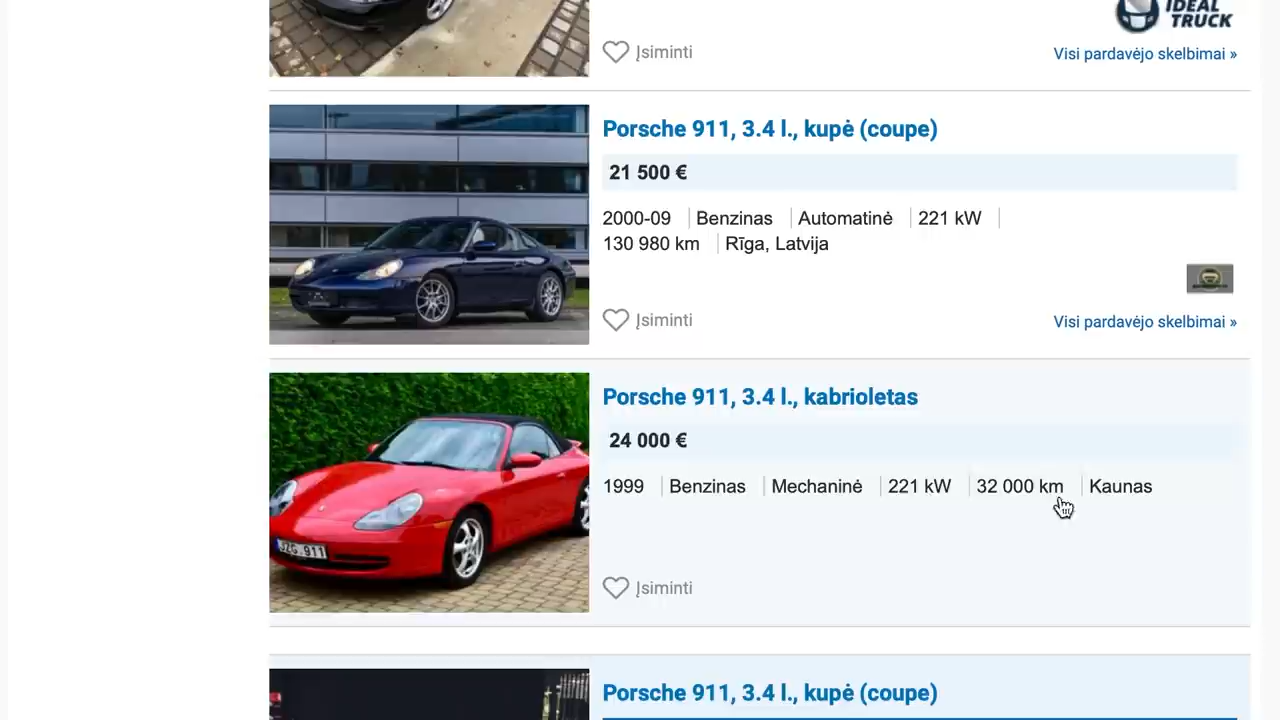 IDEAL
TRUCK
Įsiminti
Visi pardavėjo skelbimai »
Porsche 911, 3.4 l., kupė (coupe)
21 500 €
2000-09 Benzinas Automatinė 221 kW
130 980 km Rīga, Latvija
Įsiminti
Visi pardavėjo skelbimai »
Porsche 911, 3.4 l., kabrioletas
24 000 €
1999 Benzinas Mechaninė 221 kW 32 000 km Kaunas
JZG 911
Įsiminti
Porsche 911, 3.4 l., kupė (coupe)